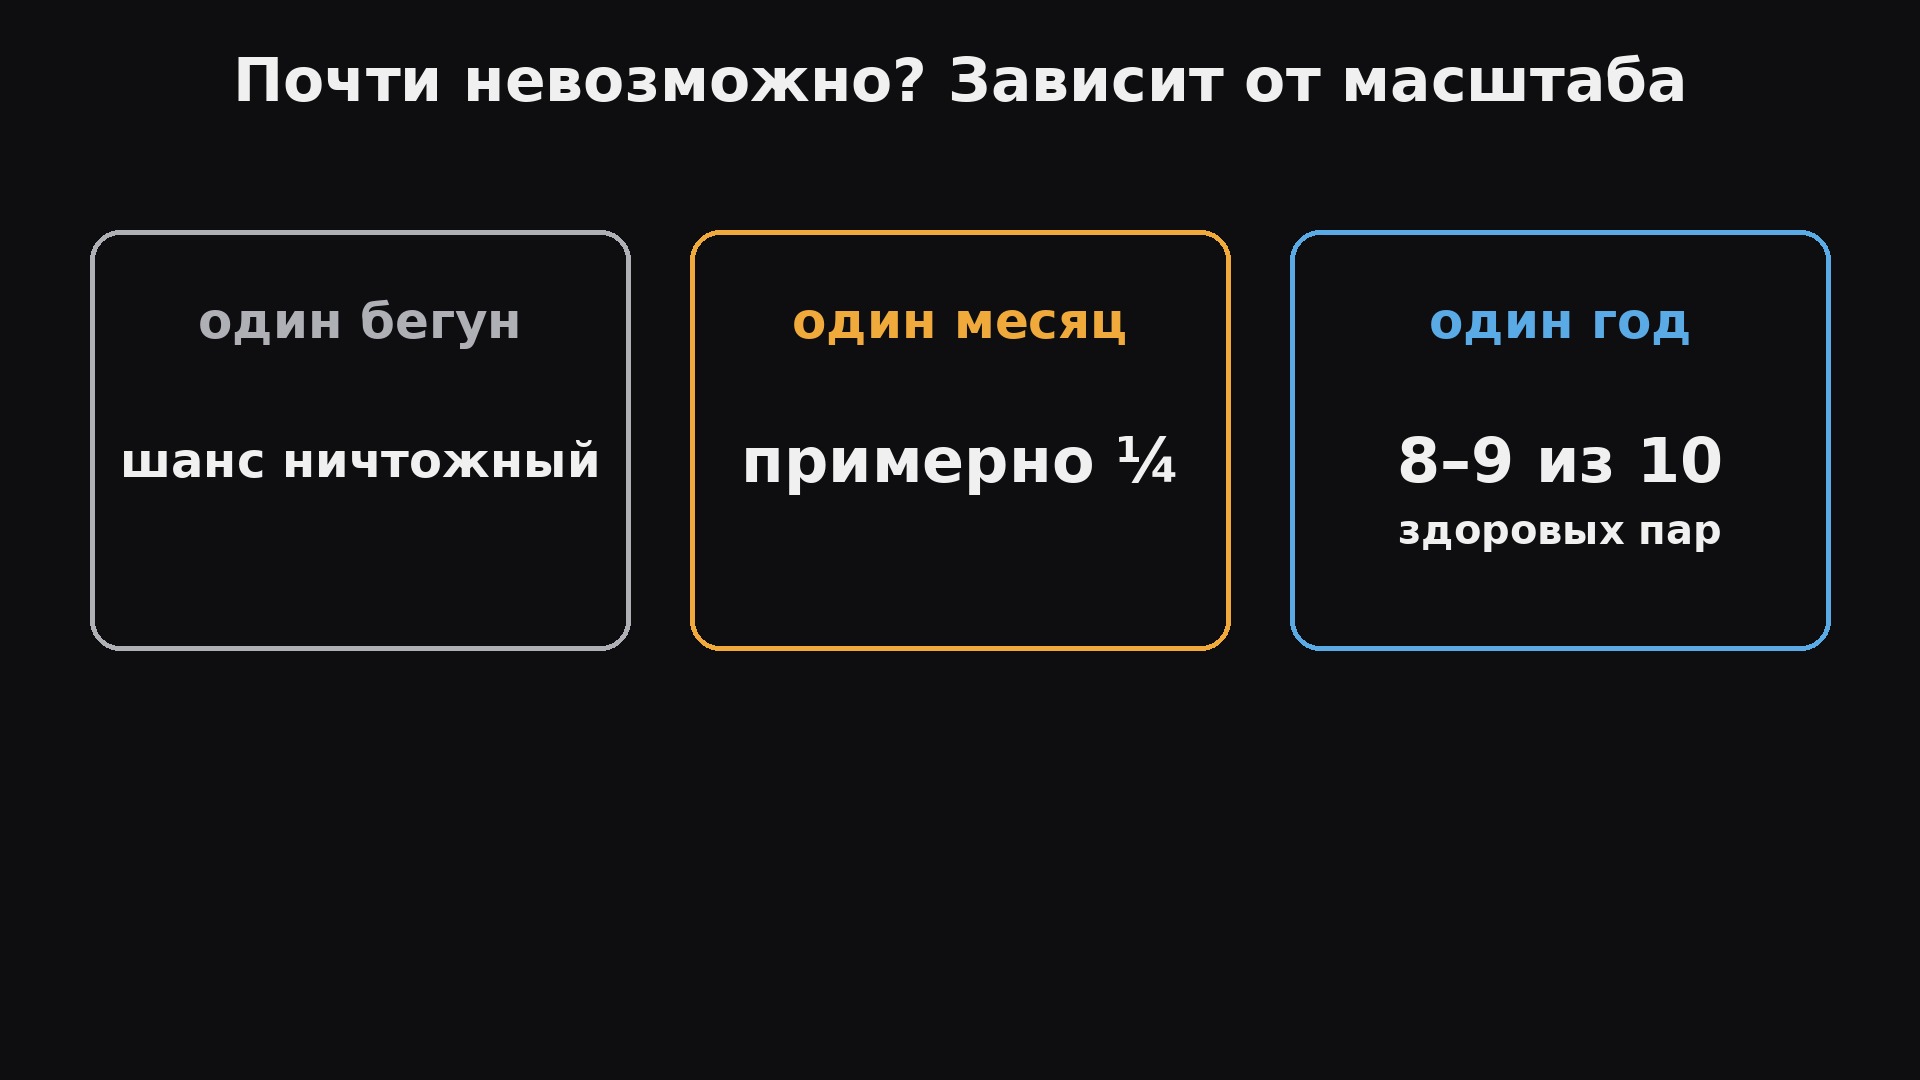 Почти невозможно? Зависит от масштаба
один бегун
шанс ничтожный
один месяц
примерно ¼
один год
8–9 из 10
здоровых пар